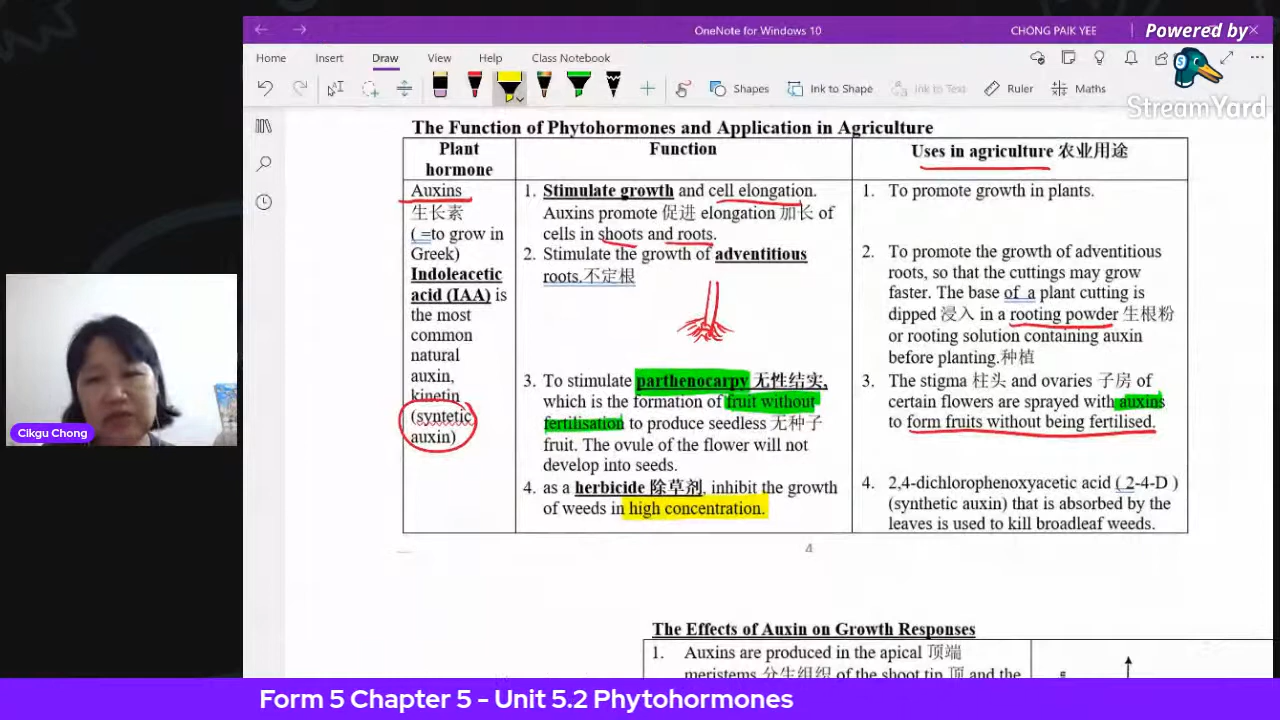 OneNote for Windows 10
CHONG PAIK YEE
Powered by
StreamYard
Home Insert Draw View Help Class Notebook
Shapes Ink to Shape Ink to Text Ruler Maths
The Function of Phytohormones and Application in Agriculture
Plant
hormone
Function
Uses in agriculture 农业用途
Auxins
生长素
( =to grow in
Greek)
Indoleacetic
acid (IAA) is
the most
common
natural
auxin,
kinetin
(syntetic
auxin)
1. Stimulate growth and cell elongation.
Auxins promote 促进 elongation 加长 of
cells in shoots and roots.
2. Stimulate the growth of adventitious
roots.不定根
3. To stimulate parthenocarpy 无性结实,
which is the formation of fruit without
fertilisation to produce seedless 无种子
fruit. The ovule of the flower will not
develop into seeds.
4. as a herbicide 除草剂, inhibit the growth
of weeds in high concentration.
1. To promote growth in plants.
2. To promote the growth of adventitious
roots, so that the cuttings may grow
faster. The base of a plant cutting is
dipped 浸入 in a rooting powder 生根粉
or rooting solution containing auxin
before planting.种植
3. The stigma 柱头 and ovaries 子房 of
certain flowers are sprayed with auxins
to form fruits without being fertilised.
4. 2,4-dichlorophenoxyacetic acid ( 2-4-D )
(synthetic auxin) that is absorbed by the
leaves is used to kill broadleaf weeds.
4
The Effects of Auxin on Growth Responses
1. Auxins are produced in the apical 顶端
meristems 分生组织 of the shoot tip 顶 and the
Cikgu Chong
Form 5 Chapter 5 - Unit 5.2 Phytohormones